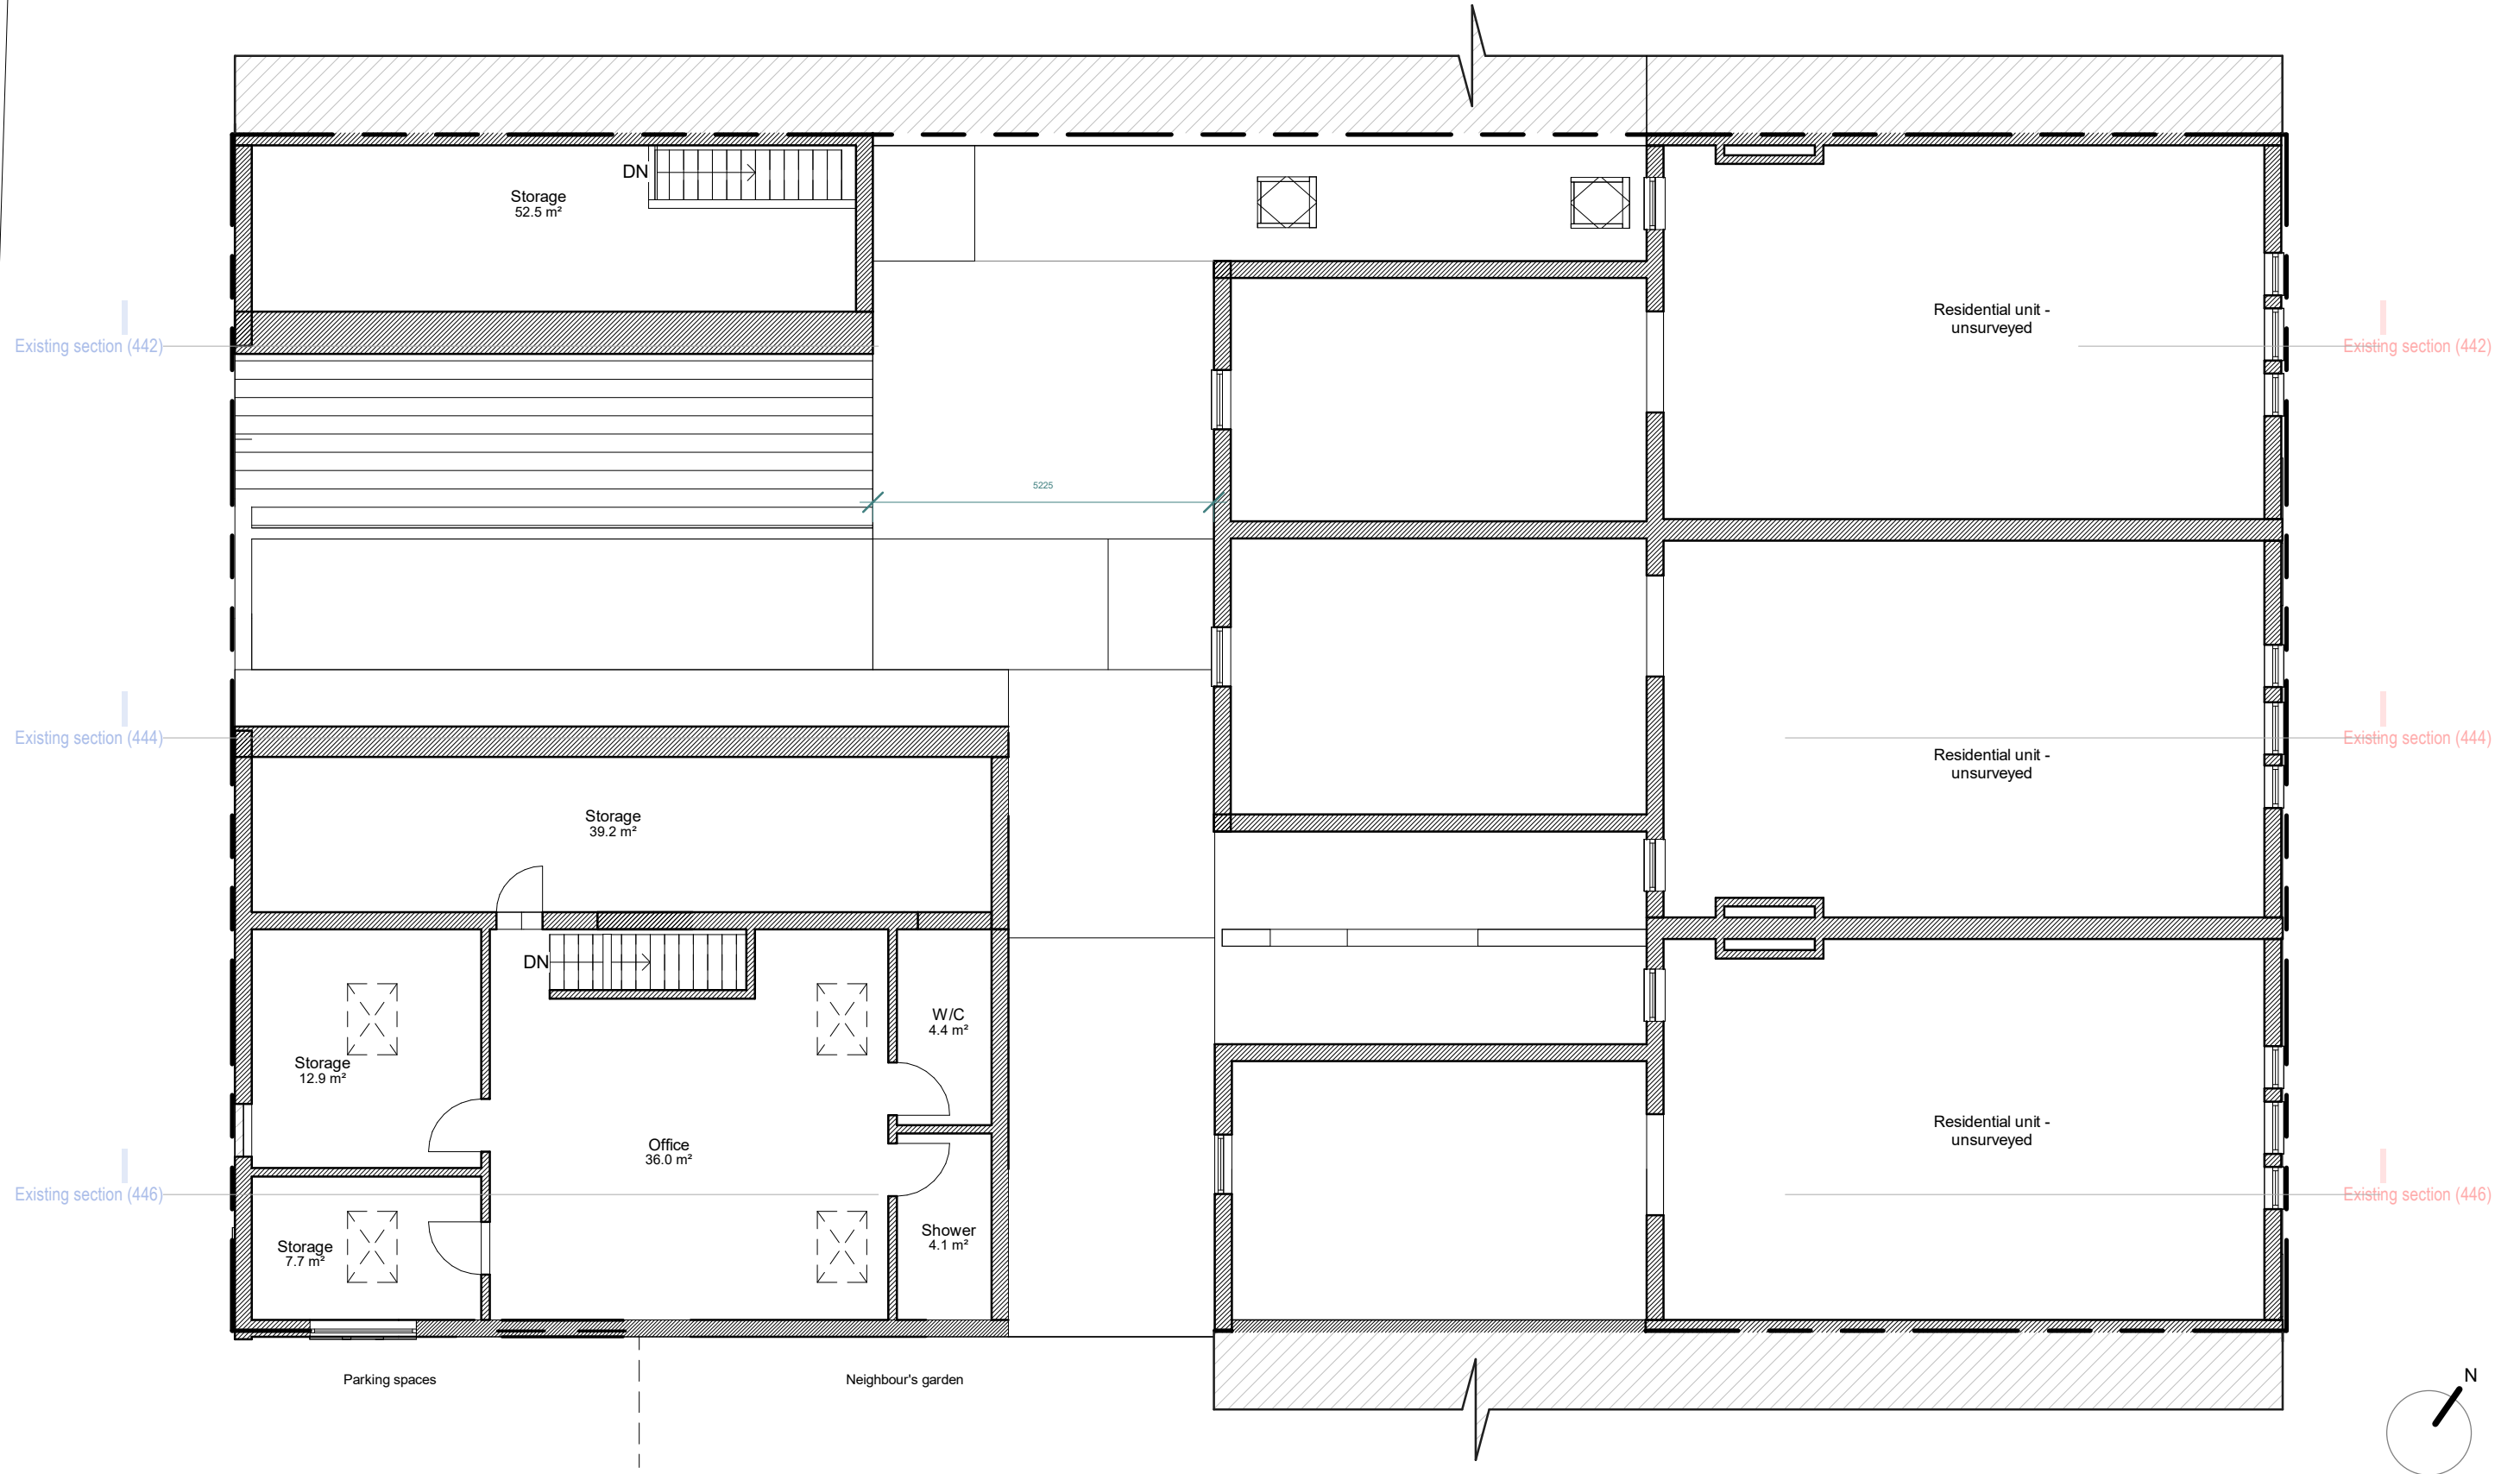 DN
Storage
52.5 m²
Residential unit -
unsurveyed
Existing section (442)
Existing section (442)
5225
Existing section (444)
Existing section (444)
Residential unit -
unsurveyed
Storage
39.2 m²
DN
W/C
4.4 m²
Storage
12.9 m²
Office
36.0 m²
Residential unit -
unsurveyed
Existing section (446)
Existing section (446)
Shower
4.1 m²
Storage
7.7 m²
Parking spaces
Neighbour's garden
N